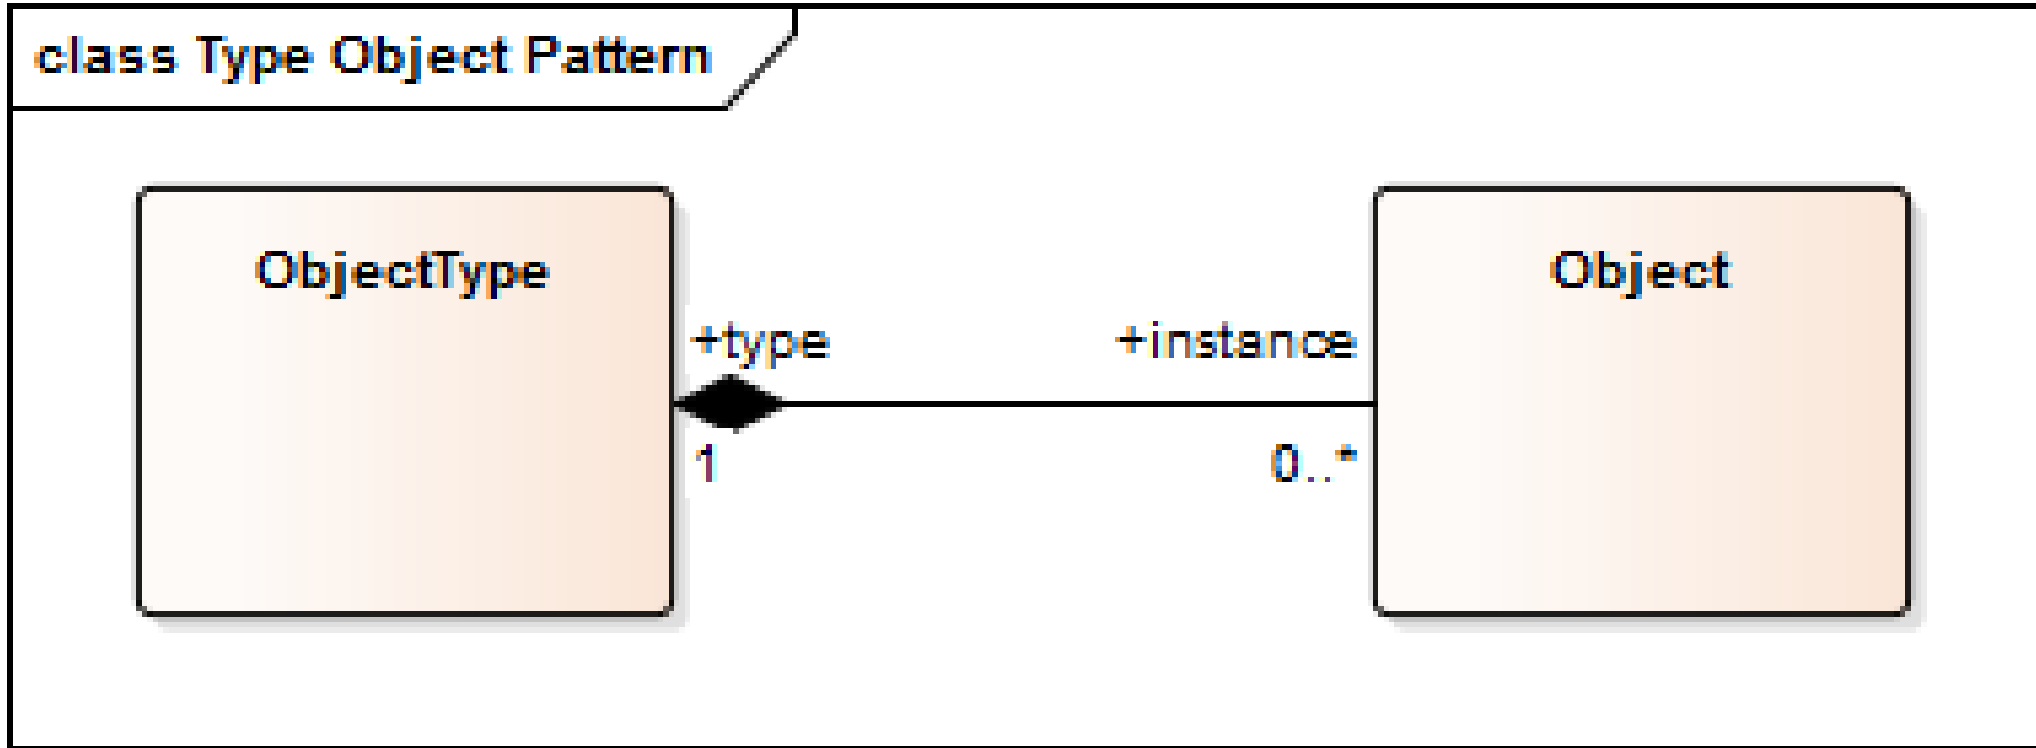 class Type Object Pattern
ObjectType
Object
+type
+instance
1
0..*